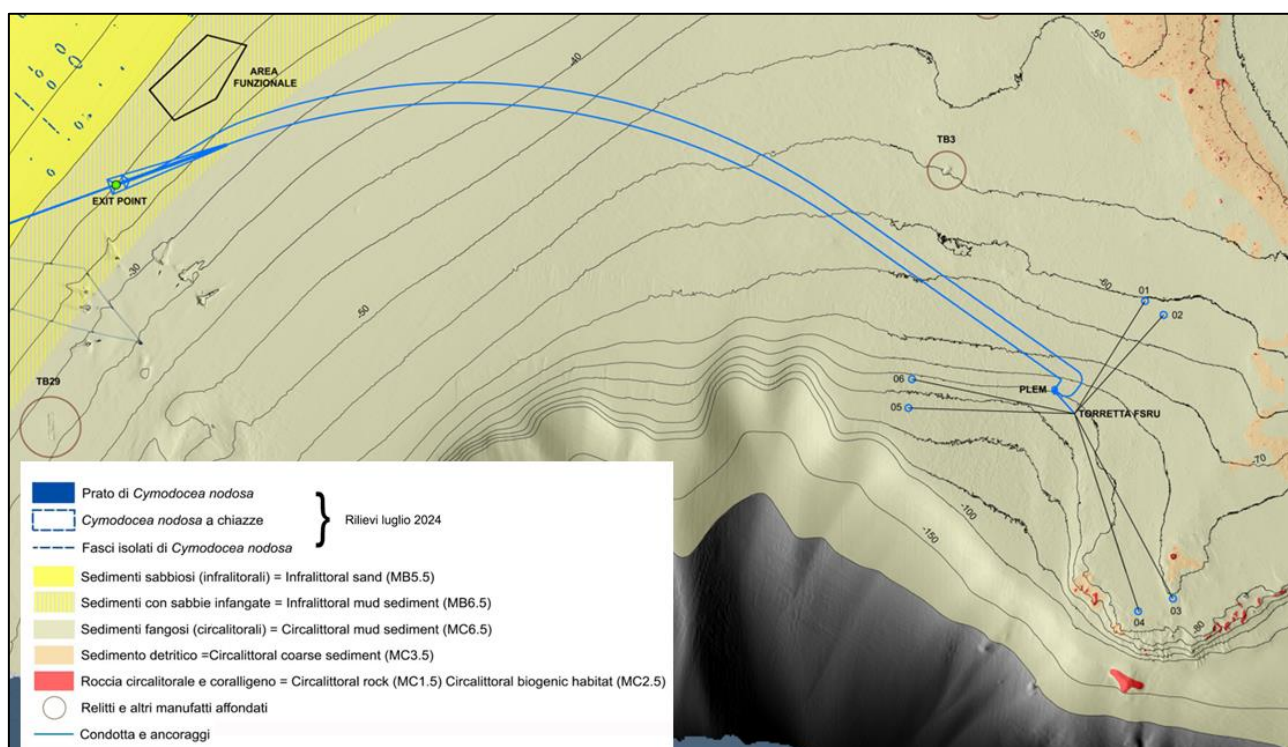 -50
AREA
FUNZIONALE
-40
TB3
EXIT POINT
-30
-50
-60
01
02
TB29
06
PLEM
05
TORRETTA FSRU
-70
-100
-150
03
04
-80
Prato di Cymodocea nodosa
Cymodocea nodosa a chiazze
Fasci isolati di Cymodocea nodosa
} Rilievi luglio 2024
Sedimenti sabbiosi (infralitorali) = Infralittoral sand (MB5.5)
Sedimenti con sabbie infangate = Infralittoral mud sediment (MB6.5)
Sedimenti fangosi (circalitorali) = Circalittoral mud sediment (MC6.5)
Sedimento detritico =Circalittoral coarse sediment (MC3.5)
Roccia circalitorale e coralligeno = Circalittoral rock (MC1.5) Circalittoral biogenic habitat (MC2.5)
Relitti e altri manufatti affondati
Condotta e ancoraggi